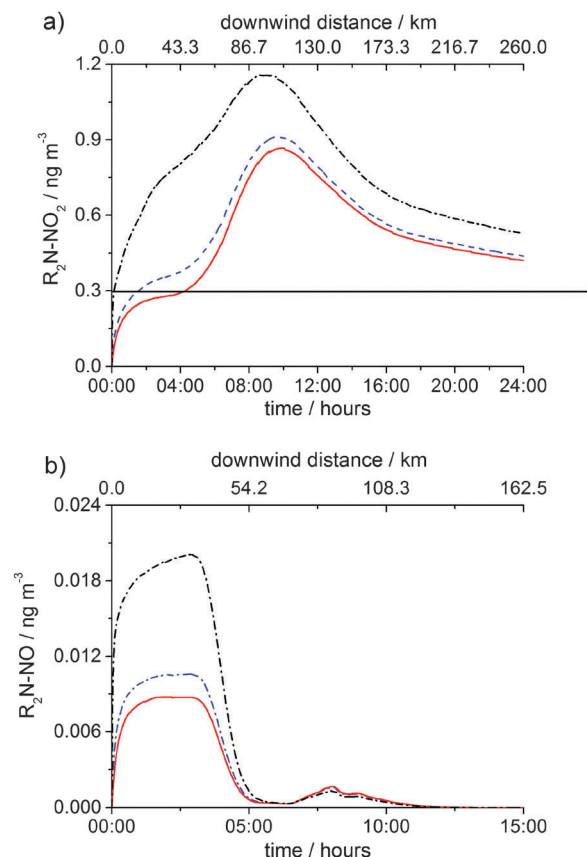 a)
downwind distance / km
0.0 43.3 86.7 130.0 173.3 216.7 260.0
1.2
0.9
0.6
0.3
0.0
R₂N-NO₂ / ng m⁻³
00:00 04:00 08:00 12:00 16:00 20:00 24:00
time / hours
b)
downwind distance / km
0.0 54.2 108.3 162.5
0.024
0.018
0.012
0.006
0.000
R₂N-NO / ng m⁻³
00:00 05:00 10:00 15:00
time / hours